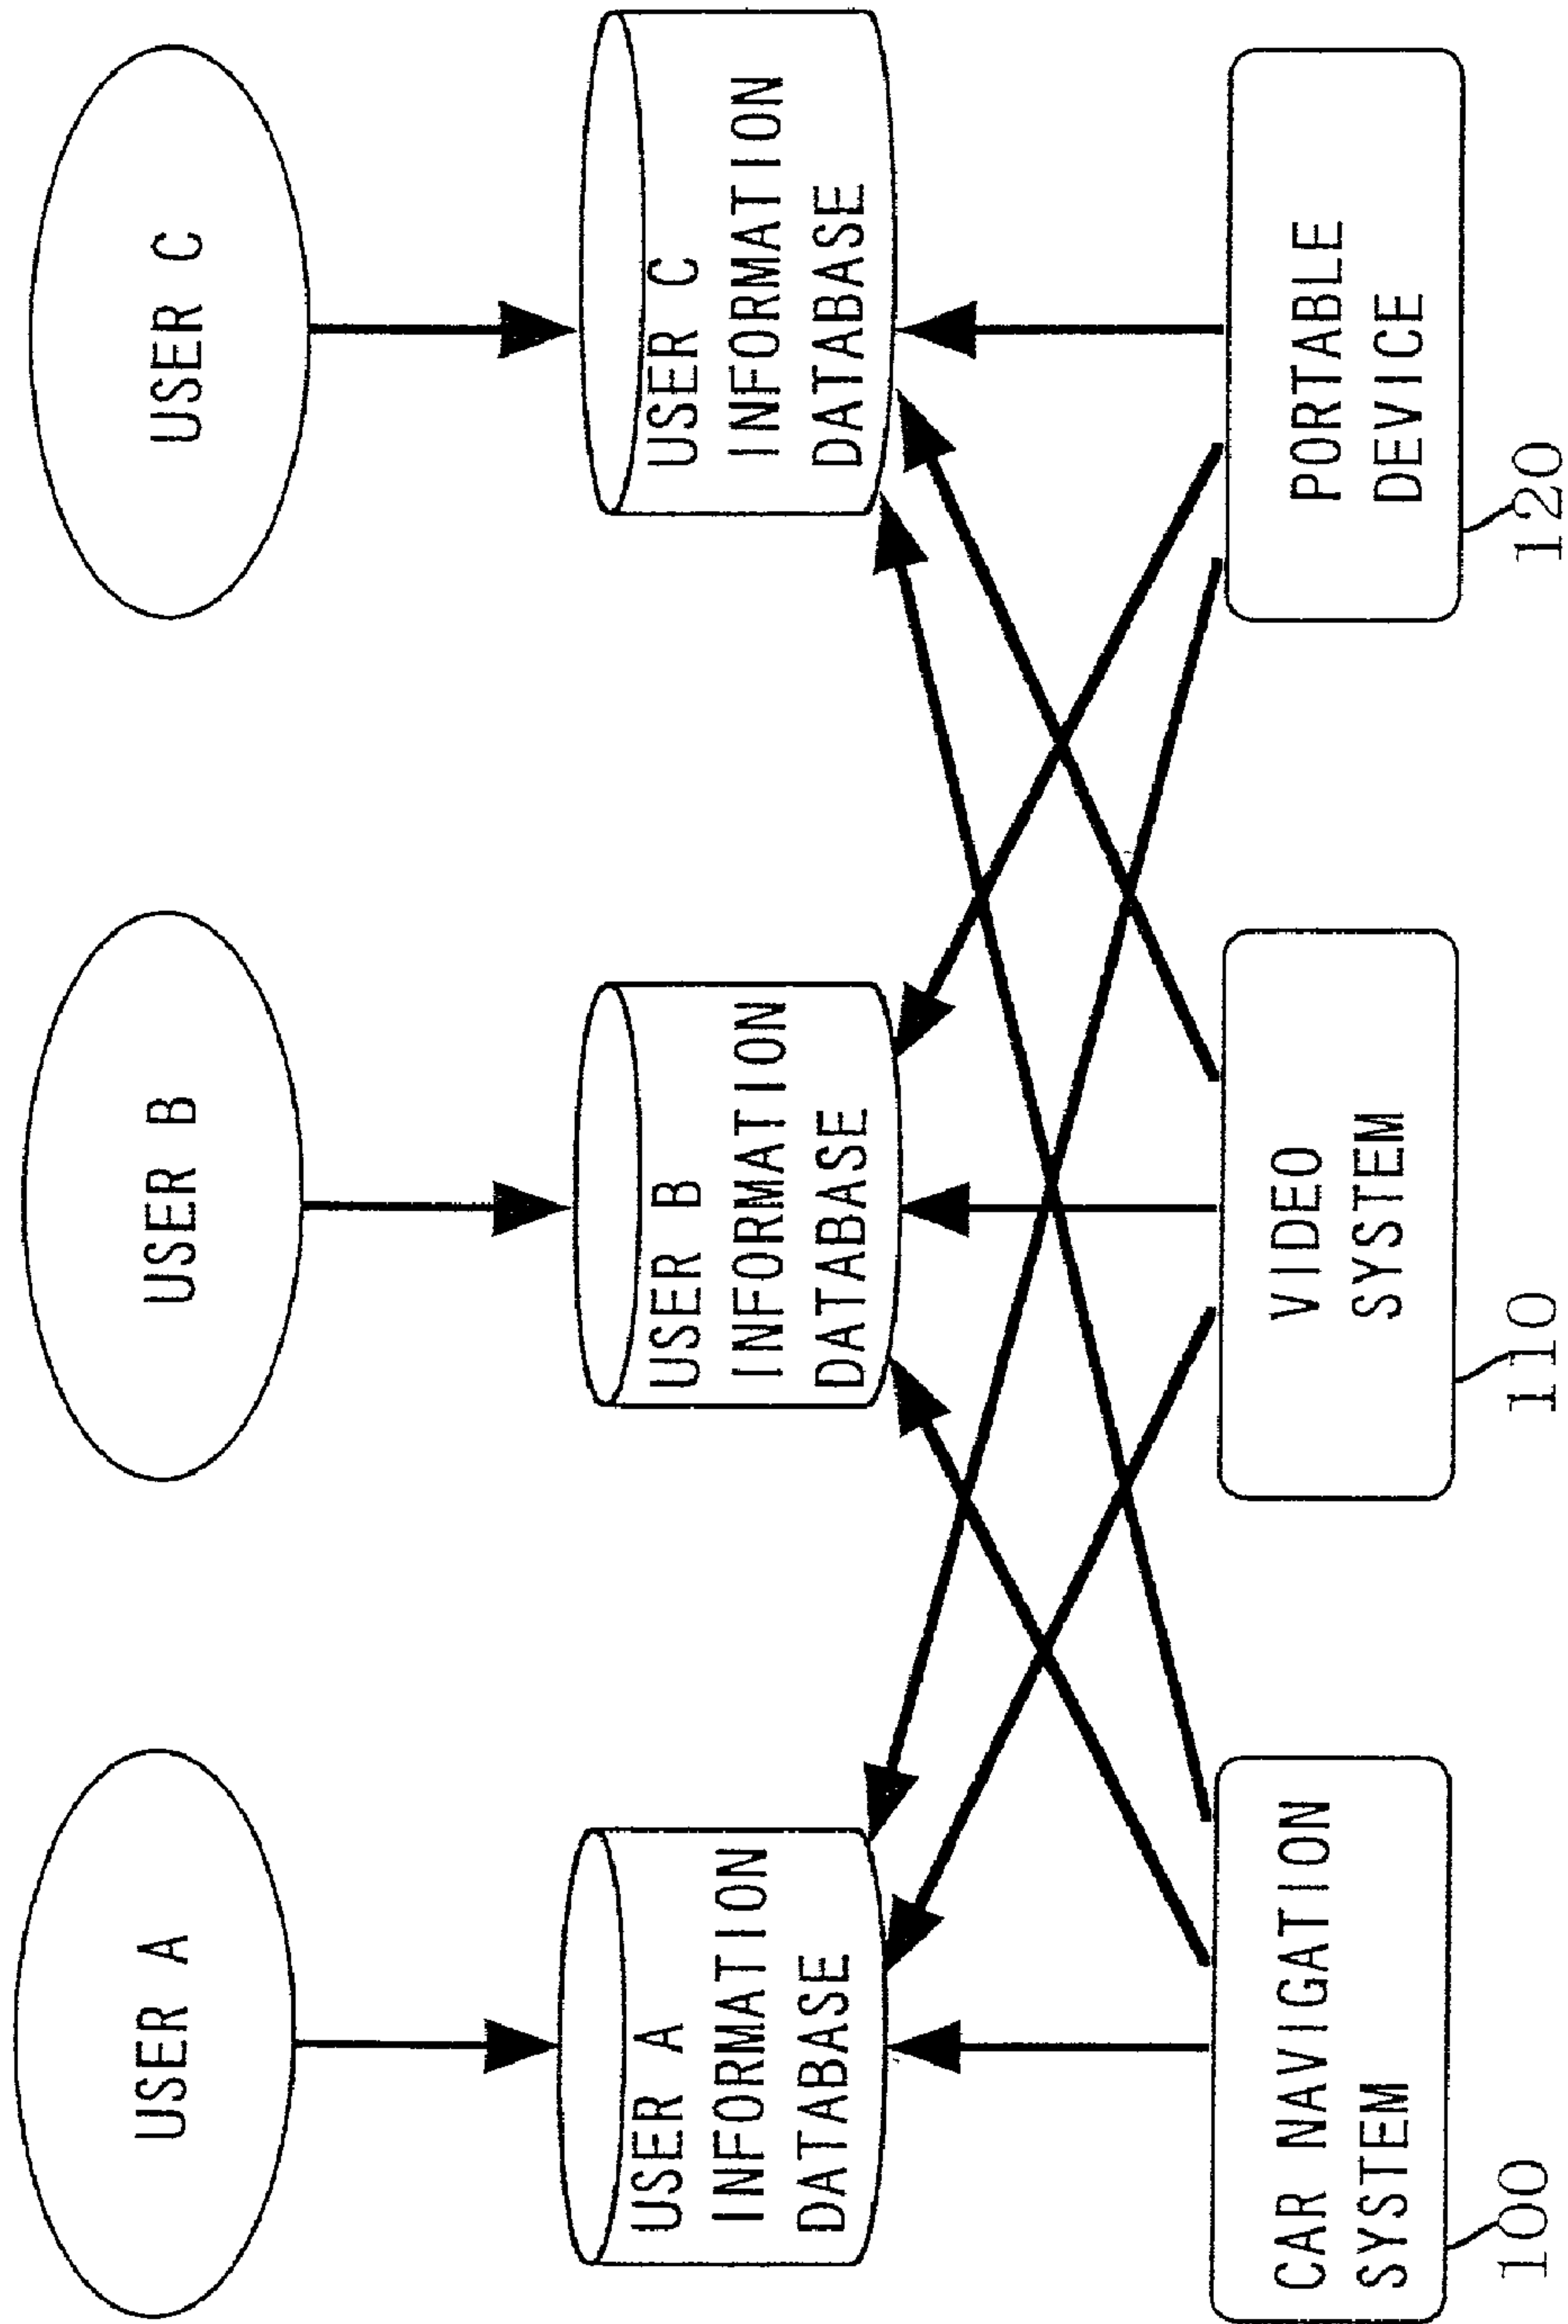 USER A
USER B
USER C
USER A
INFORMATION
DATABASE
USER B
INFORMATION
DATABASE
USER C
INFORMATION
DATABASE
CAR NAVIGATION
SYSTEM
100
VIDEO
SYSTEM
110
PORTABLE
DEVICE
120